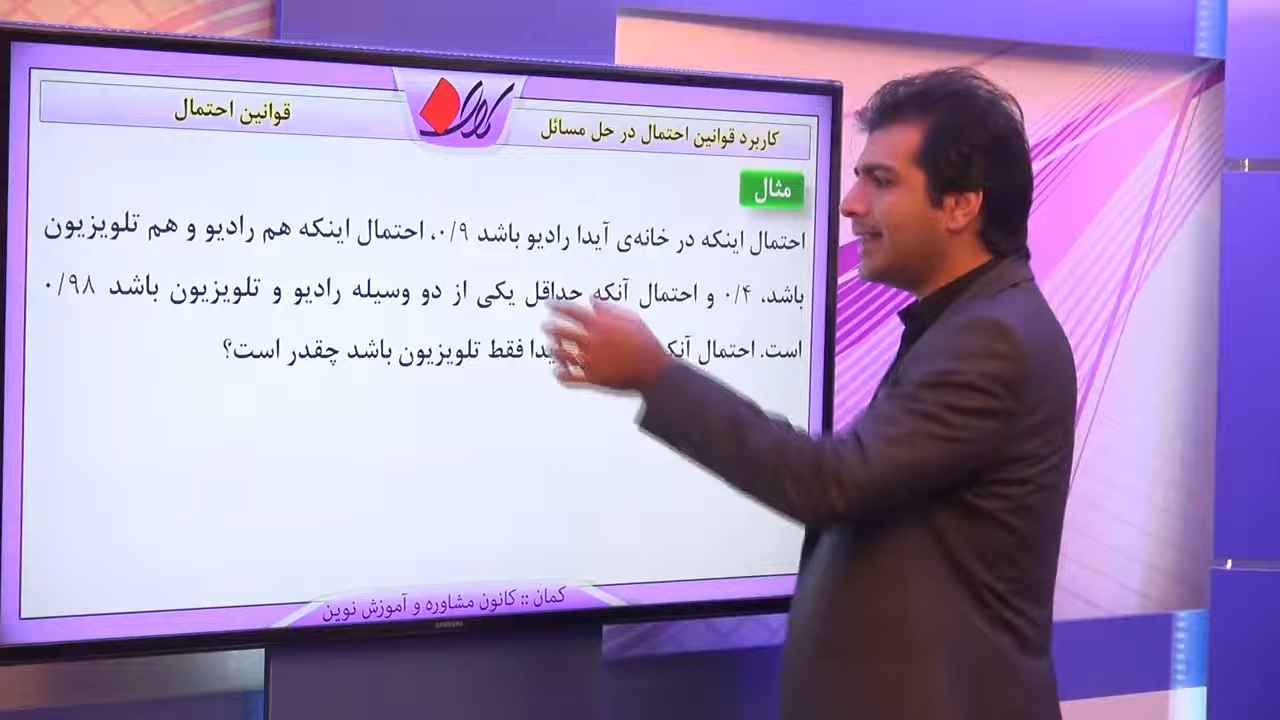 کاربرد قوانین احتمال در حل مسائل
قوانین احتمال
مثال
احتمال اینکه در خانه‌ی آیدا رادیو باشد ۰/۹، احتمال اینکه هم رادیو و هم تلویزیون
باشد، ۰/۴ و احتمال آنکه حداقل یکی از دو وسیله رادیو و تلویزیون باشد ۰/۹۸
است. احتمال فقط تلویزیون باشد چقدر است؟
کمان :: کانون مشاوره و آموزش نوین
SAMSUNG